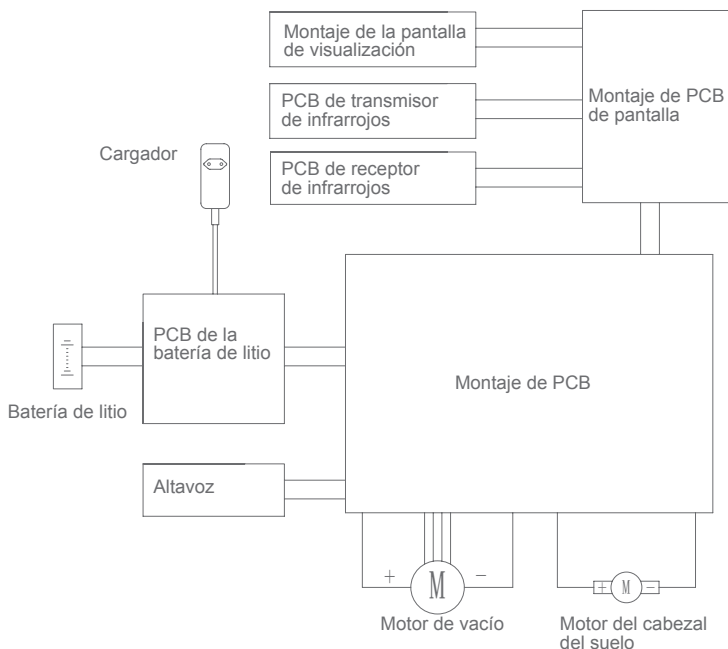 Montaje de la pantalla
de visualización
PCB de transmisor
de infrarrojos
PCB de receptor
de infrarrojos
Montaje de PCB
de pantalla
Cargador
PCB de la
batería de litio
Batería de litio
Montaje de PCB
Altavoz
+ M -
Motor de vacío
+ M -
Motor del cabezal
del suelo